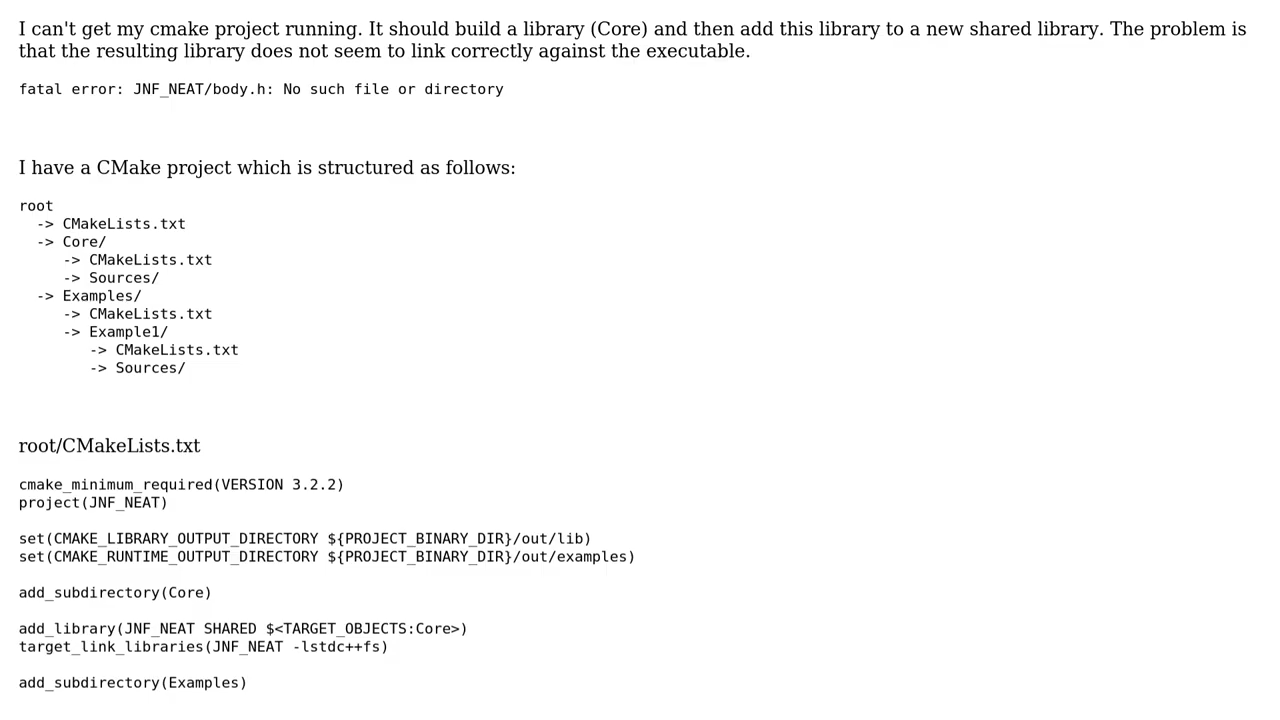 I can't get my cmake project running. It should build a library (Core) and then add this library to a new shared library. The problem is
that the resulting library does not seem to link correctly against the executable.
fatal error: JNF_NEAT/body.h: No such file or directory
I have a CMake project which is structured as follows:
root
-> CMakeLists.txt
-> Core/
-> CMakeLists.txt
-> Sources/
-> Examples/
-> CMakeLists.txt
-> Example1/
-> CMakeLists.txt
-> Sources/
root/CMakeLists.txt
cmake_minimum_required(VERSION 3.2.2)
project(JNF_NEAT)
set(CMAKE_LIBRARY_OUTPUT_DIRECTORY ${PROJECT_BINARY_DIR}/out/lib)
set(CMAKE_RUNTIME_OUTPUT_DIRECTORY ${PROJECT_BINARY_DIR}/out/examples)
add_subdirectory(Core)
add_library(JNF_NEAT SHARED $<TARGET_OBJECTS:Core>)
target_link_libraries(JNF_NEAT -lstdc++fs)
add_subdirectory(Examples)